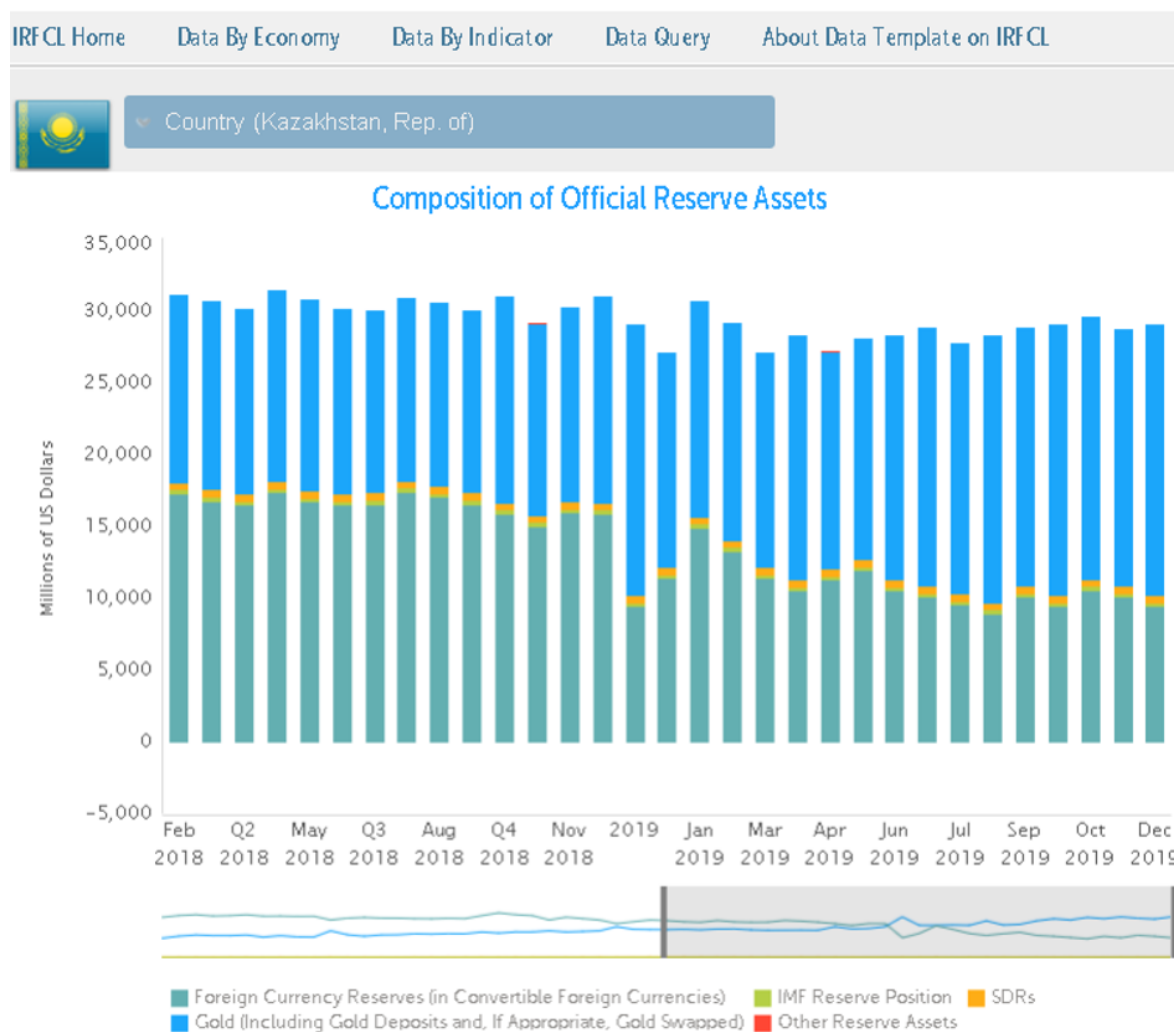 IRFCL Home Data By Economy Data By Indicator Data Query About Data Template on IRFCL
Country (Kazakhstan, Rep. of)
Composition of Official Reserve Assets
Millions of US Dollars
35,000
30,000
25,000
20,000
15,000
10,000
5,000
0
−5,000
Feb Q2 May Q3 Aug Q4 Nov 2019 Jan Mar Apr Jun Jul Sep Oct Dec
2018 2018 2018 2018 2018 2018 2018 2019 2019 2019 2019 2019 2019 2019 2019
Foreign Currency Reserves (in Convertible Foreign Currencies) IMF Reserve Position SDRs
Gold (Including Gold Deposits and, If Appropriate, Gold Swapped) Other Reserve Assets